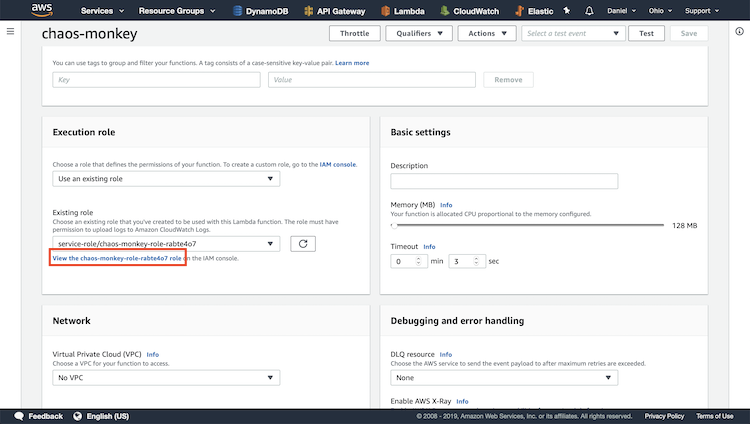 aws Services Resource Groups DynamoDB API Gateway Lambda CloudWatch Elastic Daniel Ohio Support
chaos-monkey Throttle Qualifiers Actions Select a test event Test Save
You can use tags to group and filter your functions. A tag consists of a case-sensitive key-value pair. Learn more
Key Value Remove
Execution role
Choose a role that defines the permissions of your function. To create a custom role, go to the IAM console.
Use an existing role
Existing role
Choose an existing role that you've created to be used with this Lambda function. The role must have
permission to upload logs to Amazon CloudWatch Logs.
service-role/chaos-monkey-role-rabte4o7
View the chaos-monkey-role-rabte4o7 role on the IAM console.
Basic settings
Description
Memory (MB) Info
Your function is allocated CPU proportional to the memory configured.
128 MB
Timeout Info
0 min 3 sec
Network
Virtual Private Cloud (VPC) Info
Choose a VPC for your function to access.
No VPC
Debugging and error handling
DLQ resource Info
Choose the AWS service to send the event payload to after maximum retries are exceeded.
None
Enable AWS X-Ray Info
Feedback English (US) © 2008 - 2019, Amazon Web Services, Inc. or its affiliates. All rights reserved. Privacy Policy Terms of Use